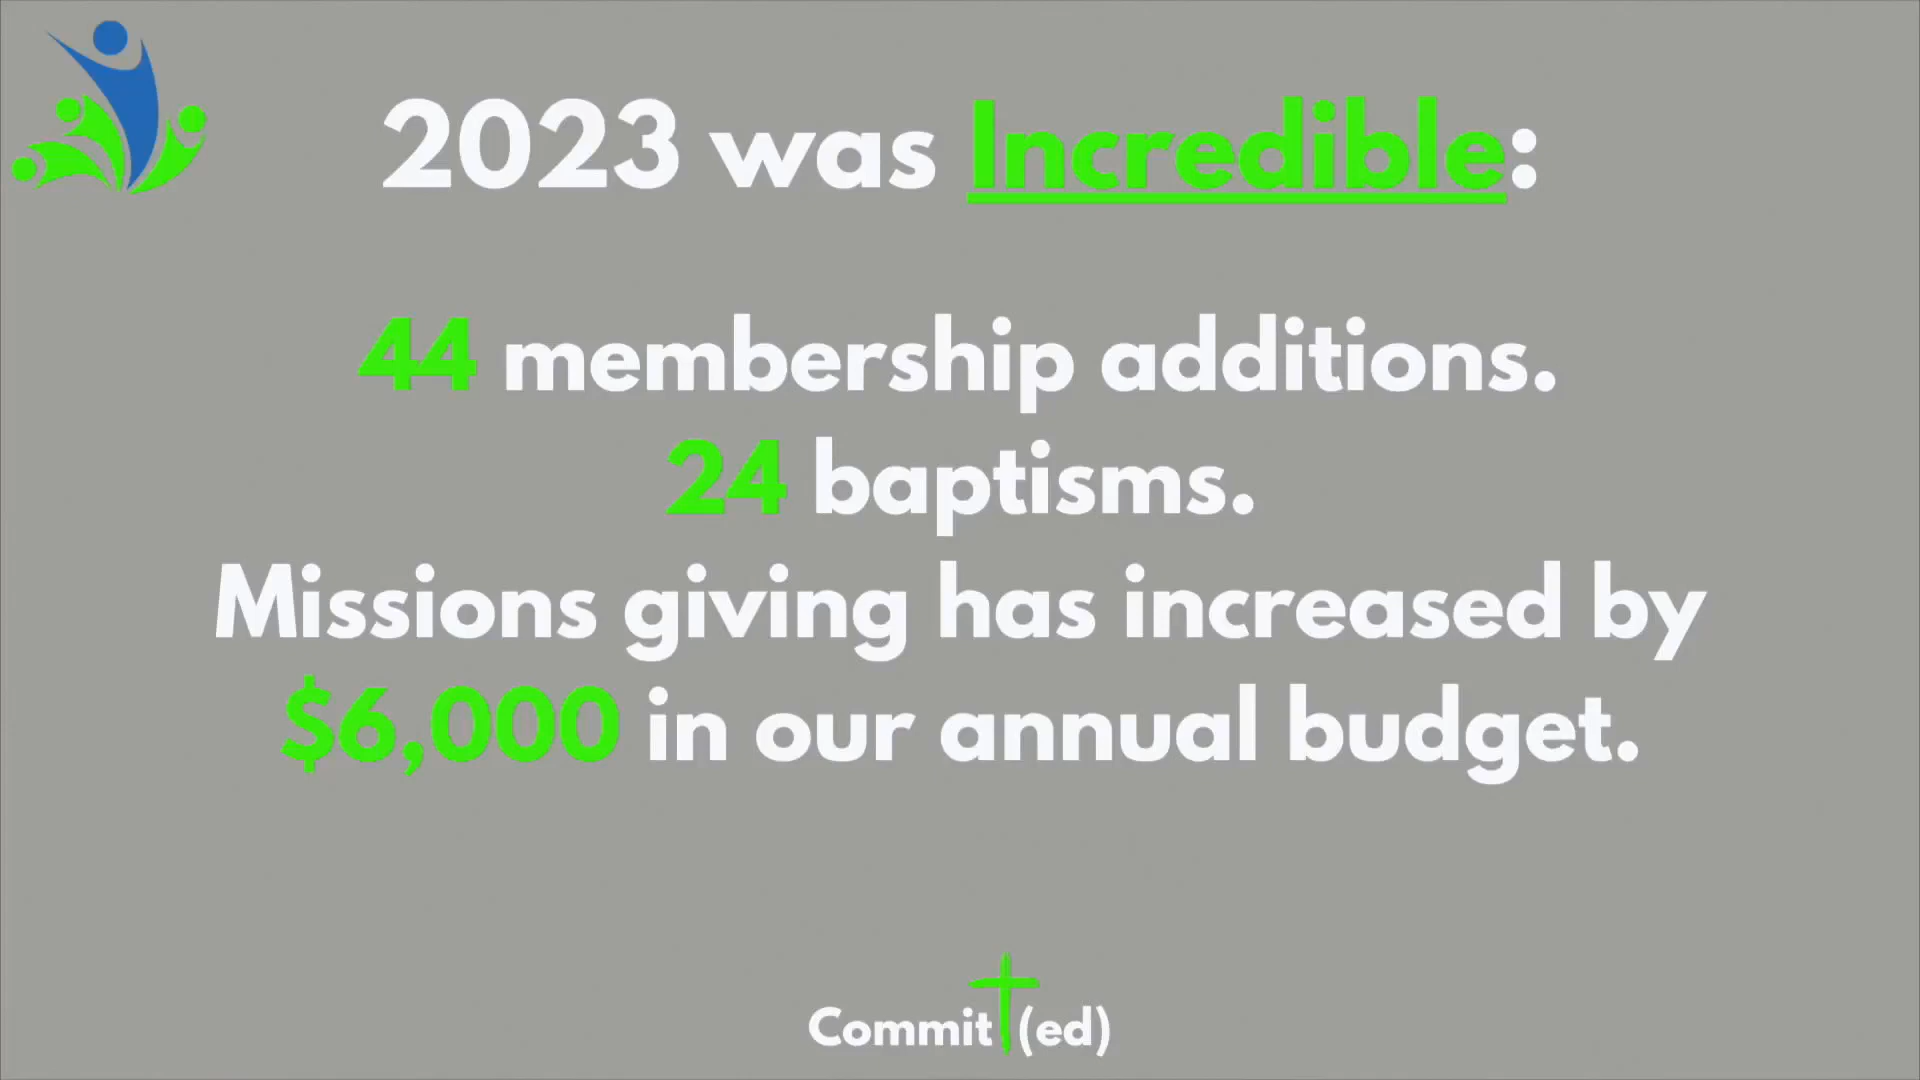 2023 was Incredible:
44 membership additions.
24 baptisms.
Missions giving has increased by
$6,000 in our annual budget.
Commit†(ed)